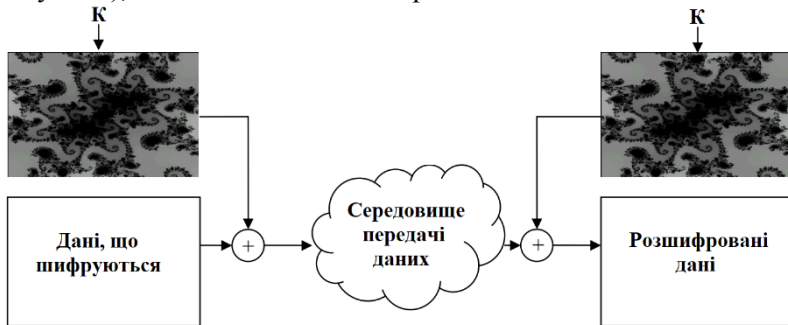 К
К
Дані, що
шифруються
+
Середовище
передачі
даних
+
Розшифровані
дані